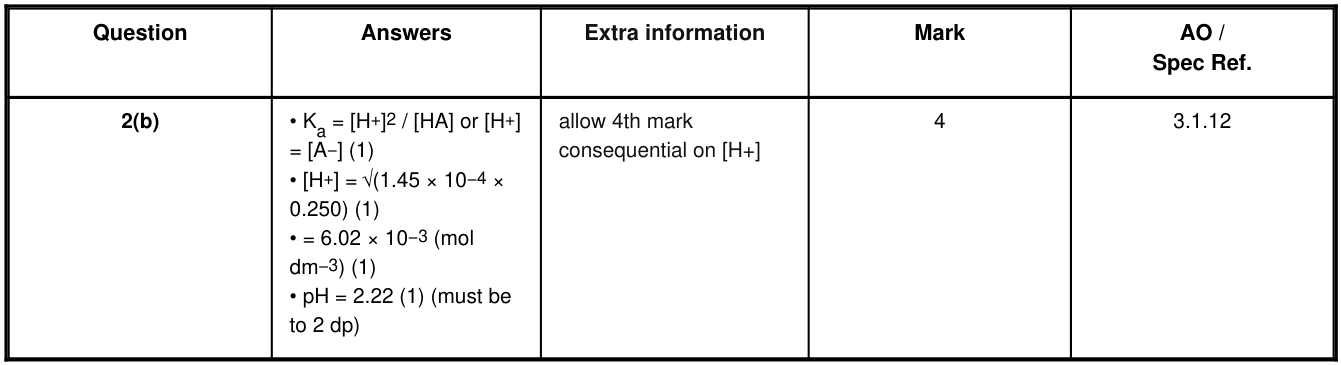 Question Answers Extra information Mark AO /
Spec Ref.
2(b)
• Kₐ = [H+]² / [HA] or [H+]
= [A–] (1)
• [H+] = √(1.45 × 10⁻⁴ ×
0.250) (1)
• = 6.02 × 10⁻³ (mol
dm⁻³) (1)
• pH = 2.22 (1) (must be
to 2 dp)
allow 4th mark
consequential on [H+]
4
3.1.12